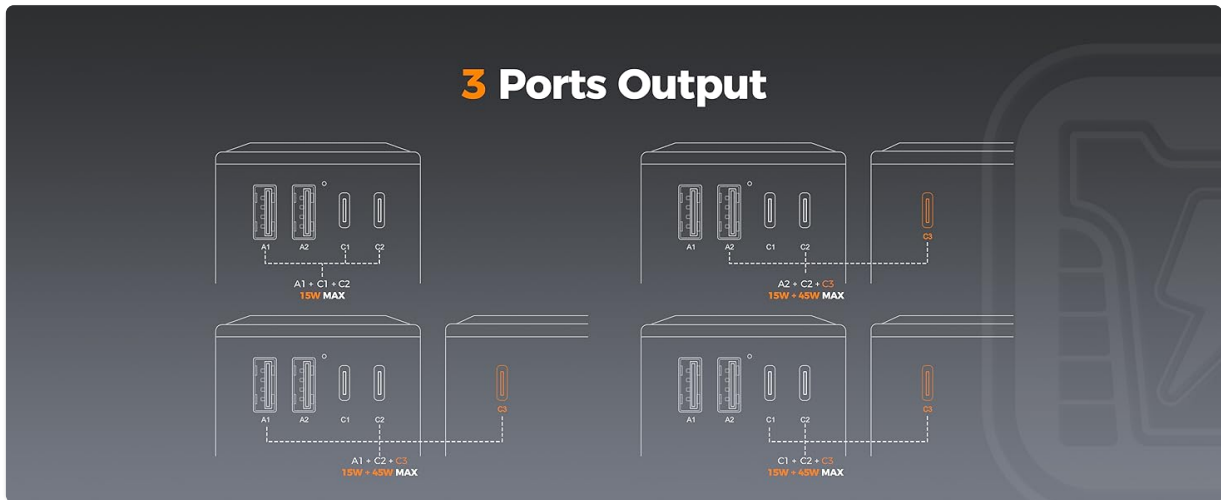 3 Ports Output
A1 A2 C1 C2
A1 + C1 + C2
15W MAX
A1 A2 C1 C2 C3
A2 + C2 + C3
15W + 45W MAX
A1 A2 C1 C2 C3
A1 + C2 + C3
15W + 45W MAX
A1 A2 C1 C2 C3
C1 + C2 + C3
15W + 45W MAX